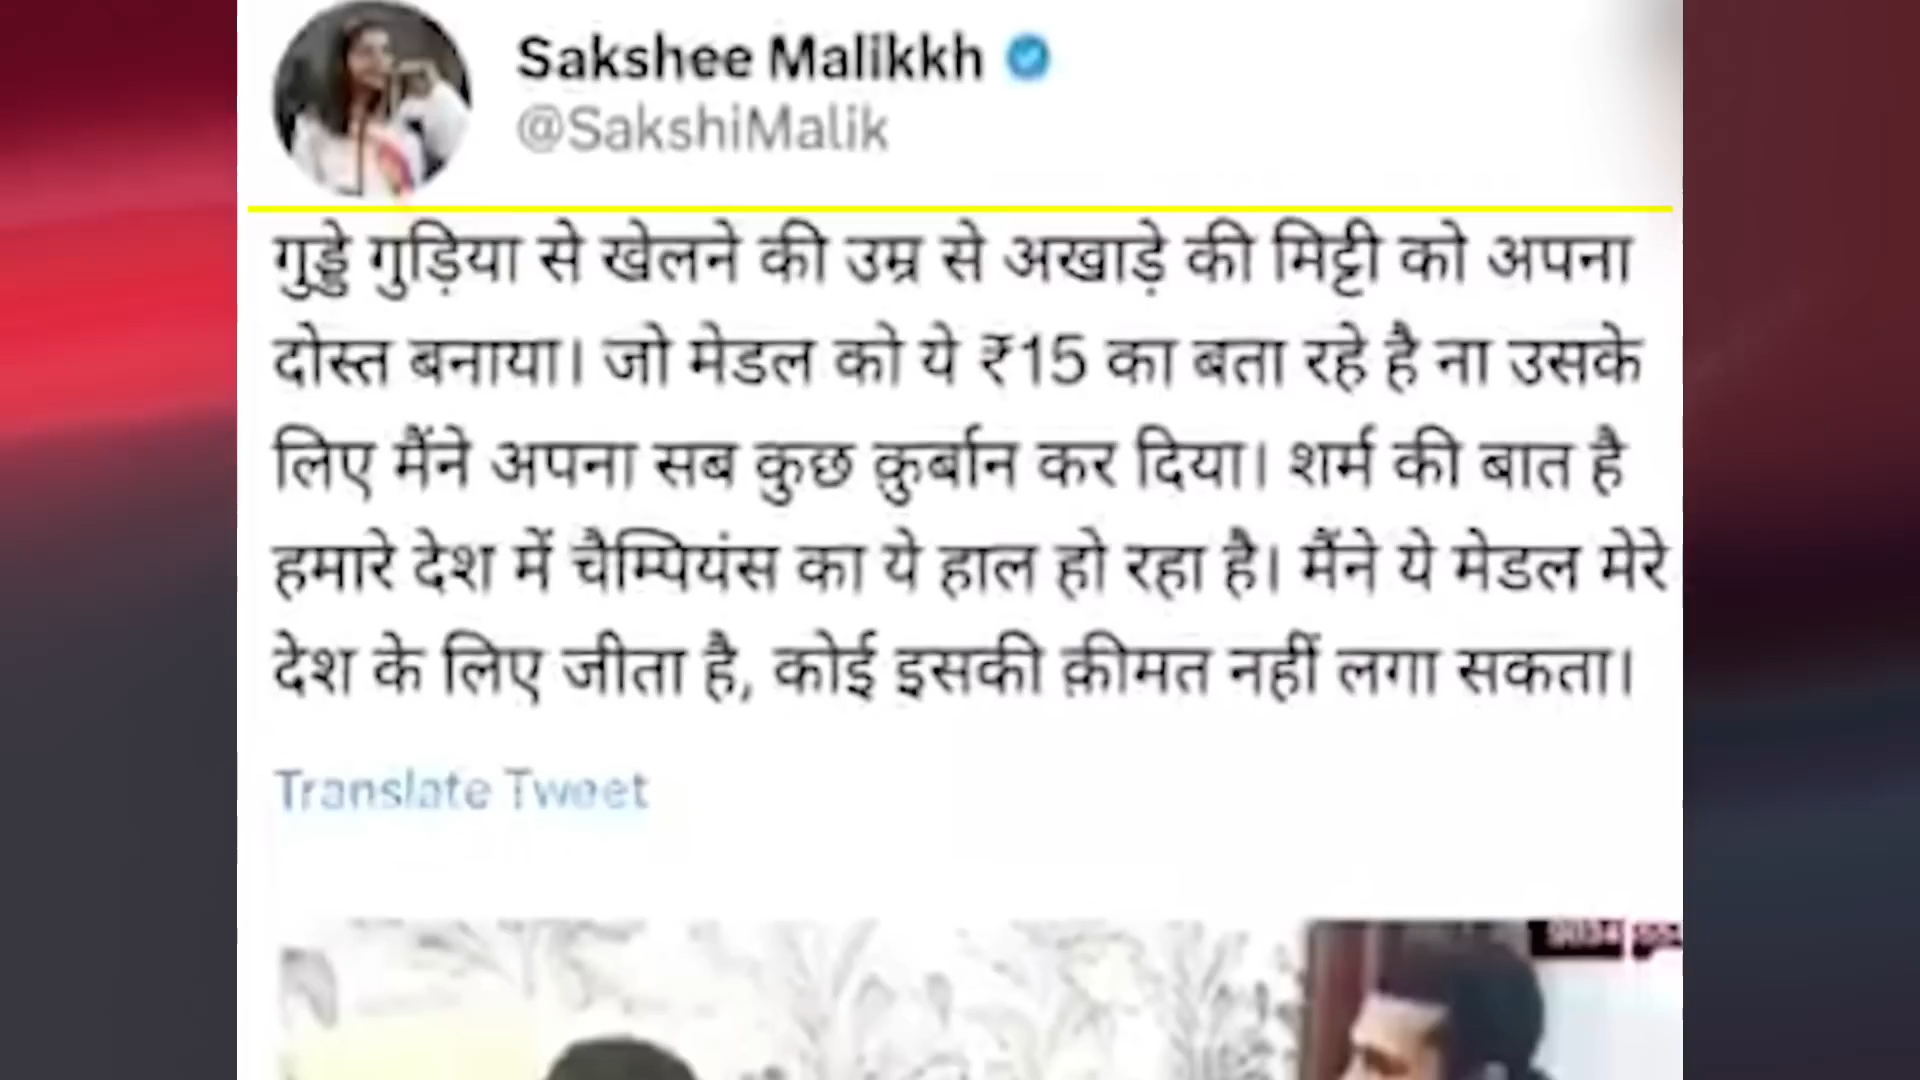 Sakshee Malikkh
@SakshiMalik
गुड्डे गुड़िया से खेलने की उम्र से अखाड़े की मिट्टी को अपना
दोस्त बनाया। जो मेडल को ये ₹15 का बता रहे है ना उसके
लिए मैंने अपना सब कुछ क़ुर्बान कर दिया। शर्म की बात है
हमारे देश में चैम्पियंस का ये हाल हो रहा है। मैंने ये मेडल मेरे
देश के लिए जीता है, कोई इसकी क़ीमत नहीं लगा सकता।
Translate Tweet